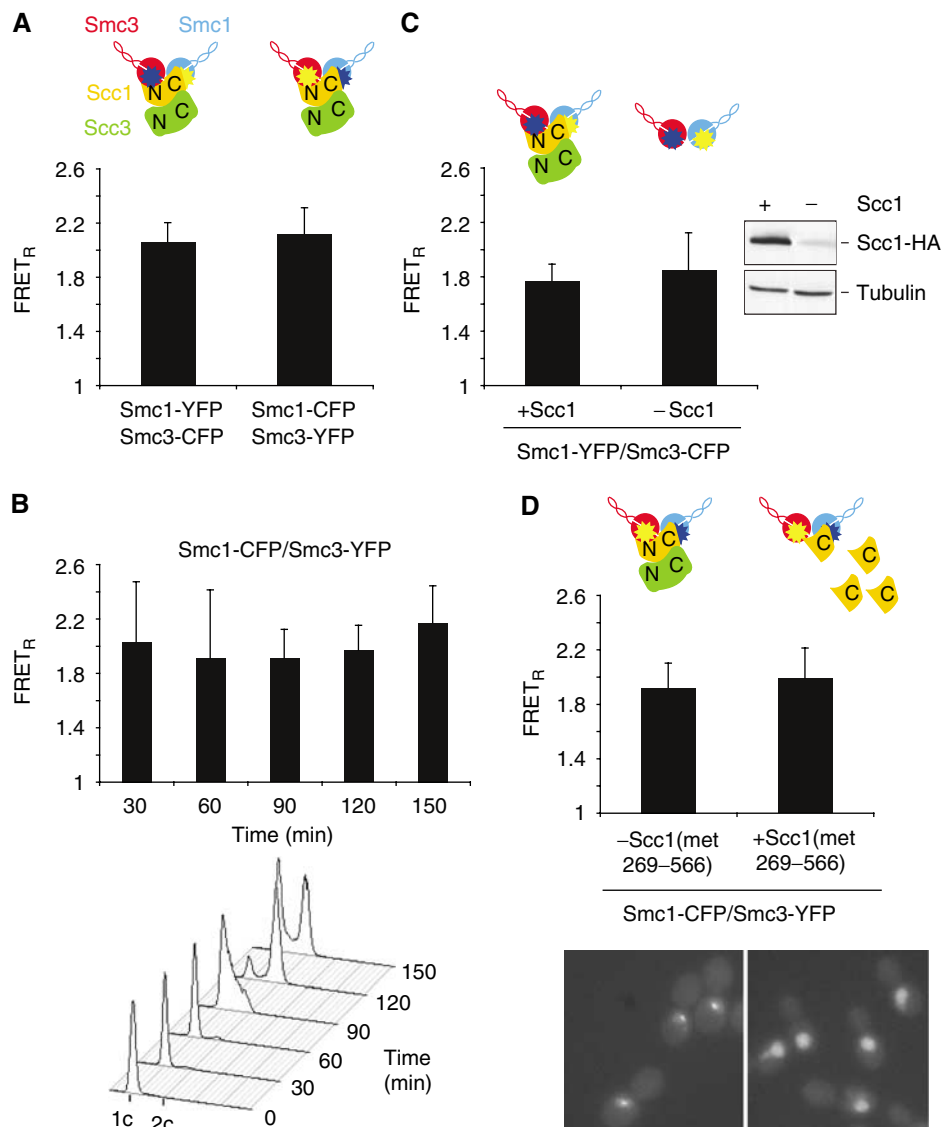 A
Smc3
Smc1
Scc1
Scc3
N
C
N
C
N
C
N
C
FRETR
2.6
2.2
1.8
1.4
1
Smc1-YFP
Smc3-CFP
Smc1-CFP
Smc3-YFP
C
N
C
N
C
FRETR
2.6
2.2
1.8
1.4
1
+Scc1
–Scc1
Smc1-YFP/Smc3-CFP
+
–
Scc1
Scc1-HA
Tubulin
B
Smc1-CFP/Smc3-YFP
FRETR
2.6
2.2
1.8
1.4
1
30
60
90
120
150
Time (min)
150
120
90
60
30
0
Time
(min)
1c
2c
D
N
C
N
C
C
C
C
C
FRETR
2.6
2.2
1.8
1.4
1
–Scc1(met
269–566)
+Scc1(met
269–566)
Smc1-CFP/Smc3-YFP